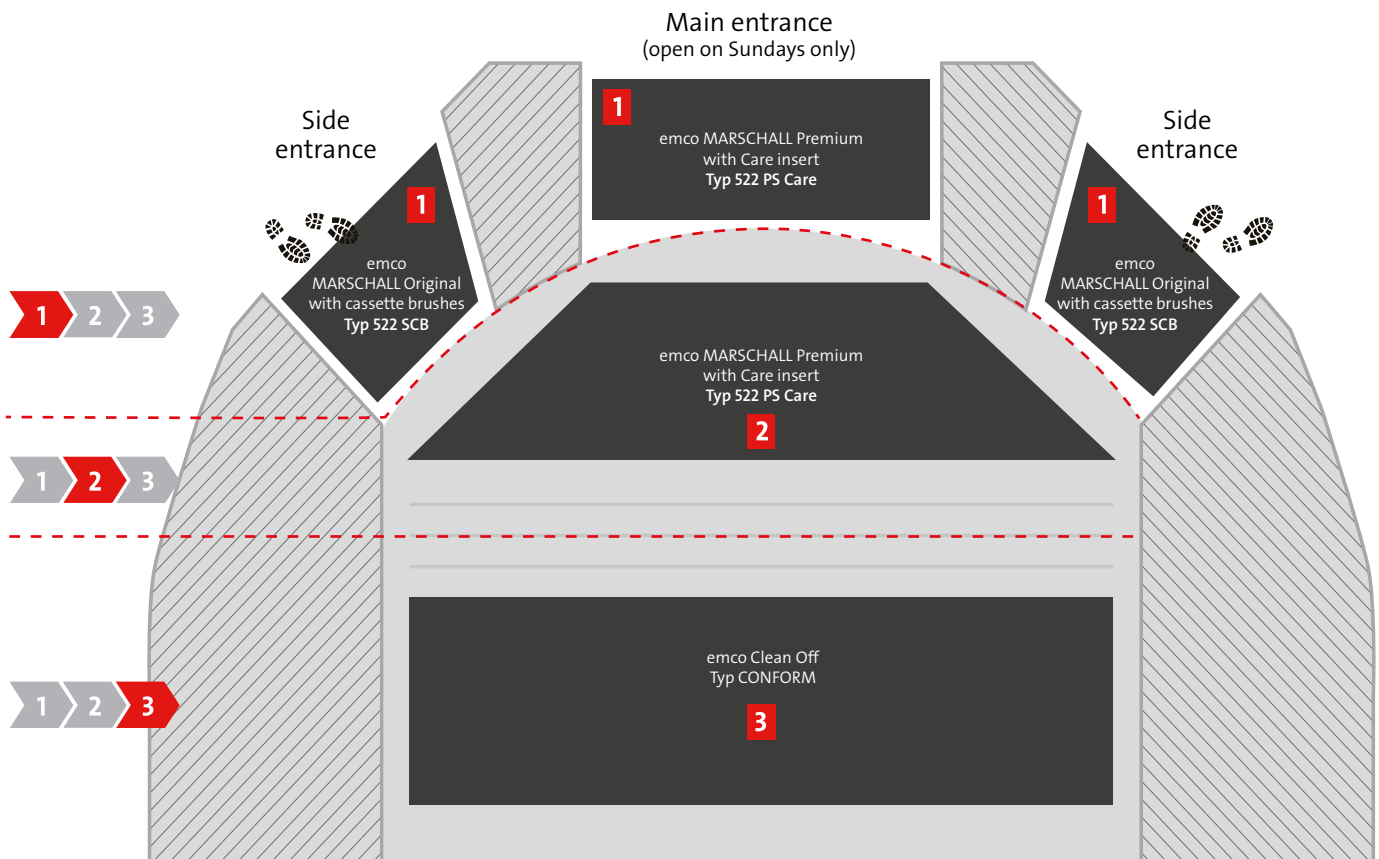 Main entrance
(open on Sundays only)
1
emco MARSCHALL Premium
with Care insert
Typ 522 PS Care
Side
entrance
1
emco
MARSCHALL Original
with cassette brushes
Typ 522 SCB
Side
entrance
1
emco
MARSCHALL Original
with cassette brushes
Typ 522 SCB
1 2 3
emco MARSCHALL Premium
with Care insert
Typ 522 PS Care
2
1 2 3
emco Clean Off
Typ CONFORM
3
1 2 3